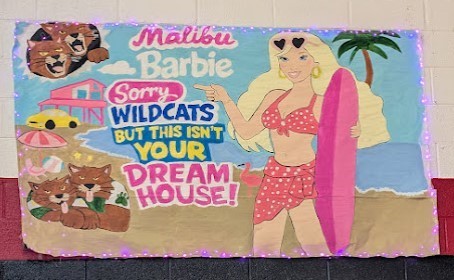 Malibu
Barbie
Sorry
WILDCATS
BUT THIS ISN'T
YOUR
DREAM
HOUSE!